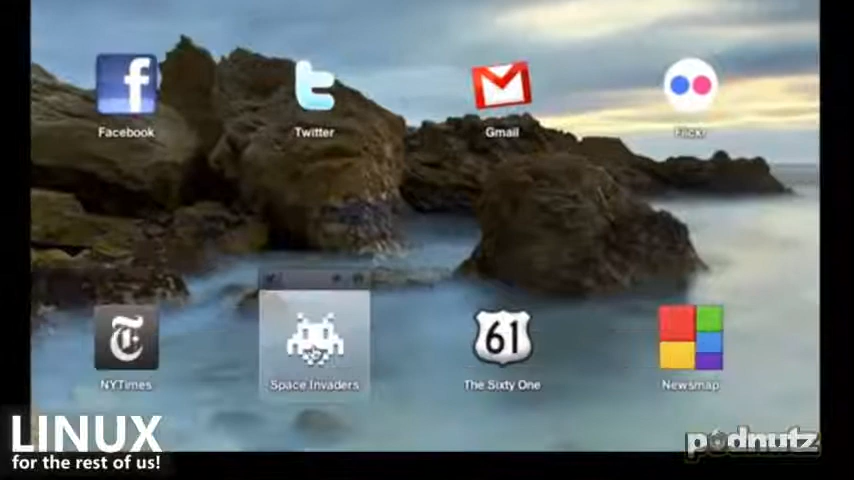 Facebook
Twitter
Gmail
Flickr
NYTimes
Space Invaders
61
The Sixty One
Newsmap
LINUX
for the rest of us!
podnutz